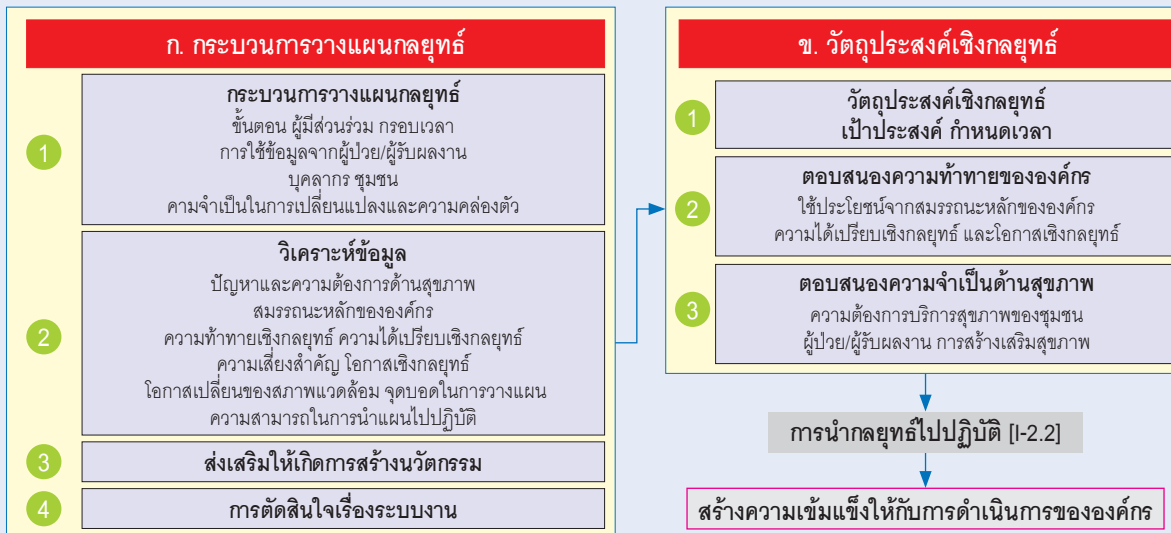 ก. กระบวนการวางแผนกลยุทธ์
1
กระบวนการวางแผนกลยุทธ์
ขั้นตอน ผู้มีส่วนร่วม กรอบเวลา
การใช้ข้อมูลจากผู้ป่วย/ผู้รับผลงาน
บุคลากร ชุมชน
คามจำเป็นในการเปลี่ยนแปลงและความคล่องตัว
2
วิเคราะห์ข้อมูล
ปัญหาและความต้องการด้านสุขภาพ
สมรรถนะหลักขององค์กร
ความท้าทายเชิงกลยุทธ์ ความได้เปรียบเชิงกลยุทธ์
ความเสี่ยงสำคัญ โอกาสเชิงกลยุทธ์
โอกาสเปลี่ยนของสภาพแวดล้อม จุดบอดในการวางแผน
ความสามารถในการนำแผนไปปฏิบัติ
3
ส่งเสริมให้เกิดการสร้างนวัตกรรม
4
การตัดสินใจเรื่องระบบงาน
ข. วัตถุประสงค์เชิงกลยุทธ์
1
วัตถุประสงค์เชิงกลยุทธ์
เป้าประสงค์ กำหนดเวลา
2
ตอบสนองความท้าทายขององค์กร
ใช้ประโยชน์จากสมรรถนะหลักขององค์กร
ความได้เปรียบเชิงกลยุทธ์ และโอกาสเชิงกลยุทธ์
3
ตอบสนองความจำเป็นด้านสุขภาพ
ความต้องการบริการสุขภาพของชุมชน
ผู้ป่วย/ผู้รับผลงาน การสร้างเสริมสุขภาพ
การนำกลยุทธ์ไปปฏิบัติ [I-2.2]
สร้างความเข้มแข็งให้กับการดำเนินการขององค์กร